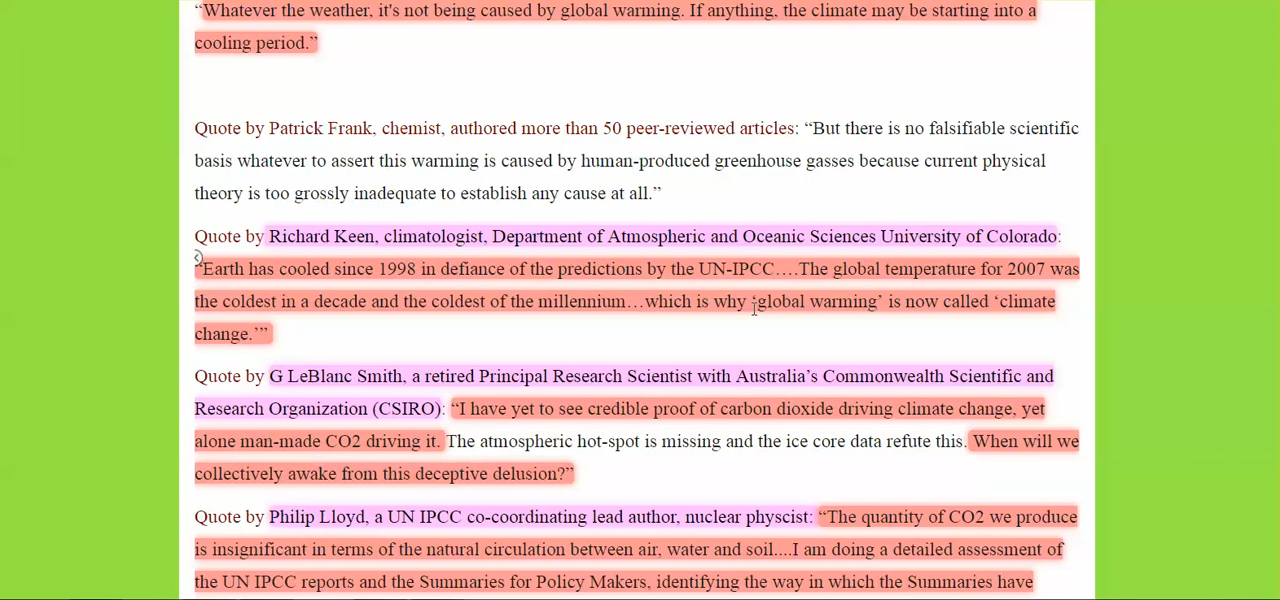 “Whatever the weather, it's not being caused by global warming. If anything, the climate may be starting into a
cooling period.”
Quote by Patrick Frank, chemist, authored more than 50 peer-reviewed articles: “But there is no falsifiable scientific
basis whatever to assert this warming is caused by human-produced greenhouse gasses because current physical
theory is too grossly inadequate to establish any cause at all.”
Quote by Richard Keen, climatologist, Department of Atmospheric and Oceanic Sciences University of Colorado:
“Earth has cooled since 1998 in defiance of the predictions by the UN-IPCC….The global temperature for 2007 was
the coldest in a decade and the coldest of the millennium…which is why ‘global warming’ is now called ‘climate
change.’”
Quote by G LeBlanc Smith, a retired Principal Research Scientist with Australia’s Commonwealth Scientific and
Research Organization (CSIRO): “I have yet to see credible proof of carbon dioxide driving climate change, yet
alone man-made CO2 driving it. The atmospheric hot-spot is missing and the ice core data refute this. When will we
collectively awake from this deceptive delusion?”
Quote by Philip Lloyd, a UN IPCC co-coordinating lead author, nuclear physcist: “The quantity of CO2 we produce
is insignificant in terms of the natural circulation between air, water and soil....I am doing a detailed assessment of
the UN IPCC reports and the Summaries for Policy Makers, identifying the way in which the Summaries have